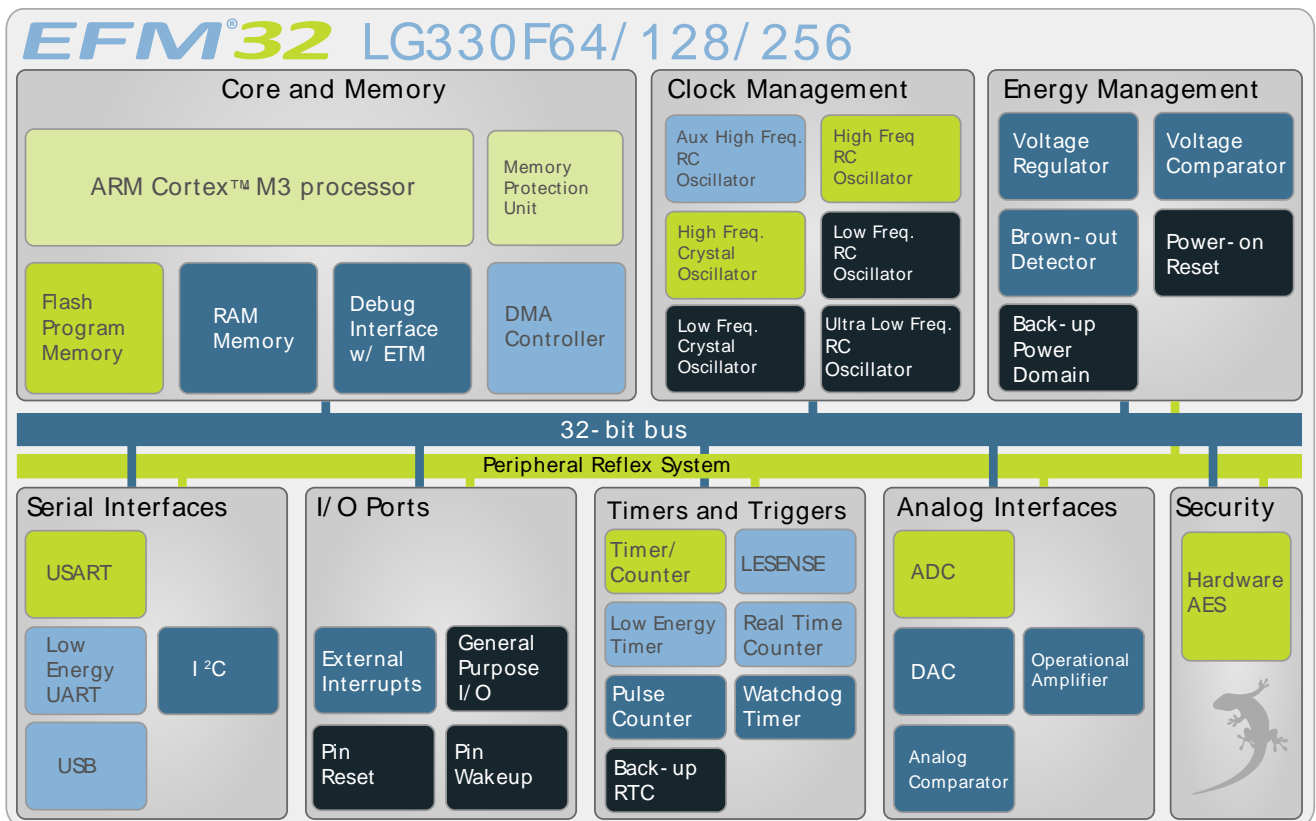 EFM®32 LG330F64/128/256
Core and Memory
ARM Cortex™ M3 processor
Memory
Protection
Unit
Flash
Program
Memory
RAM
Memory
Debug
Interface
w/ ETM
DMA
Controller
Clock Management
Aux High Freq.
RC
Oscillator
High Freq
RC
Oscillator
High Freq.
Crystal
Oscillator
Low Freq.
RC
Oscillator
Low Freq.
Crystal
Oscillator
Ultra Low Freq.
RC
Oscillator
Energy Management
Voltage
Regulator
Voltage
Comparator
Brown-out
Detector
Power-on
Reset
Back-up
Power
Domain
32-bit bus
Peripheral Reflex System
Serial Interfaces
USART
Low
Energy
UART
I²C
USB
I/O Ports
External
Interrupts
General
Purpose
I/O
Pin
Reset
Pin
Wakeup
Timers and Triggers
Timer/
Counter
LESENSE
Low Energy
Timer
Real Time
Counter
Pulse
Counter
Watchdog
Timer
Back-up
RTC
Analog Interfaces
ADC
DAC
Operational
Amplifier
Analog
Comparator
Security
Hardware
AES